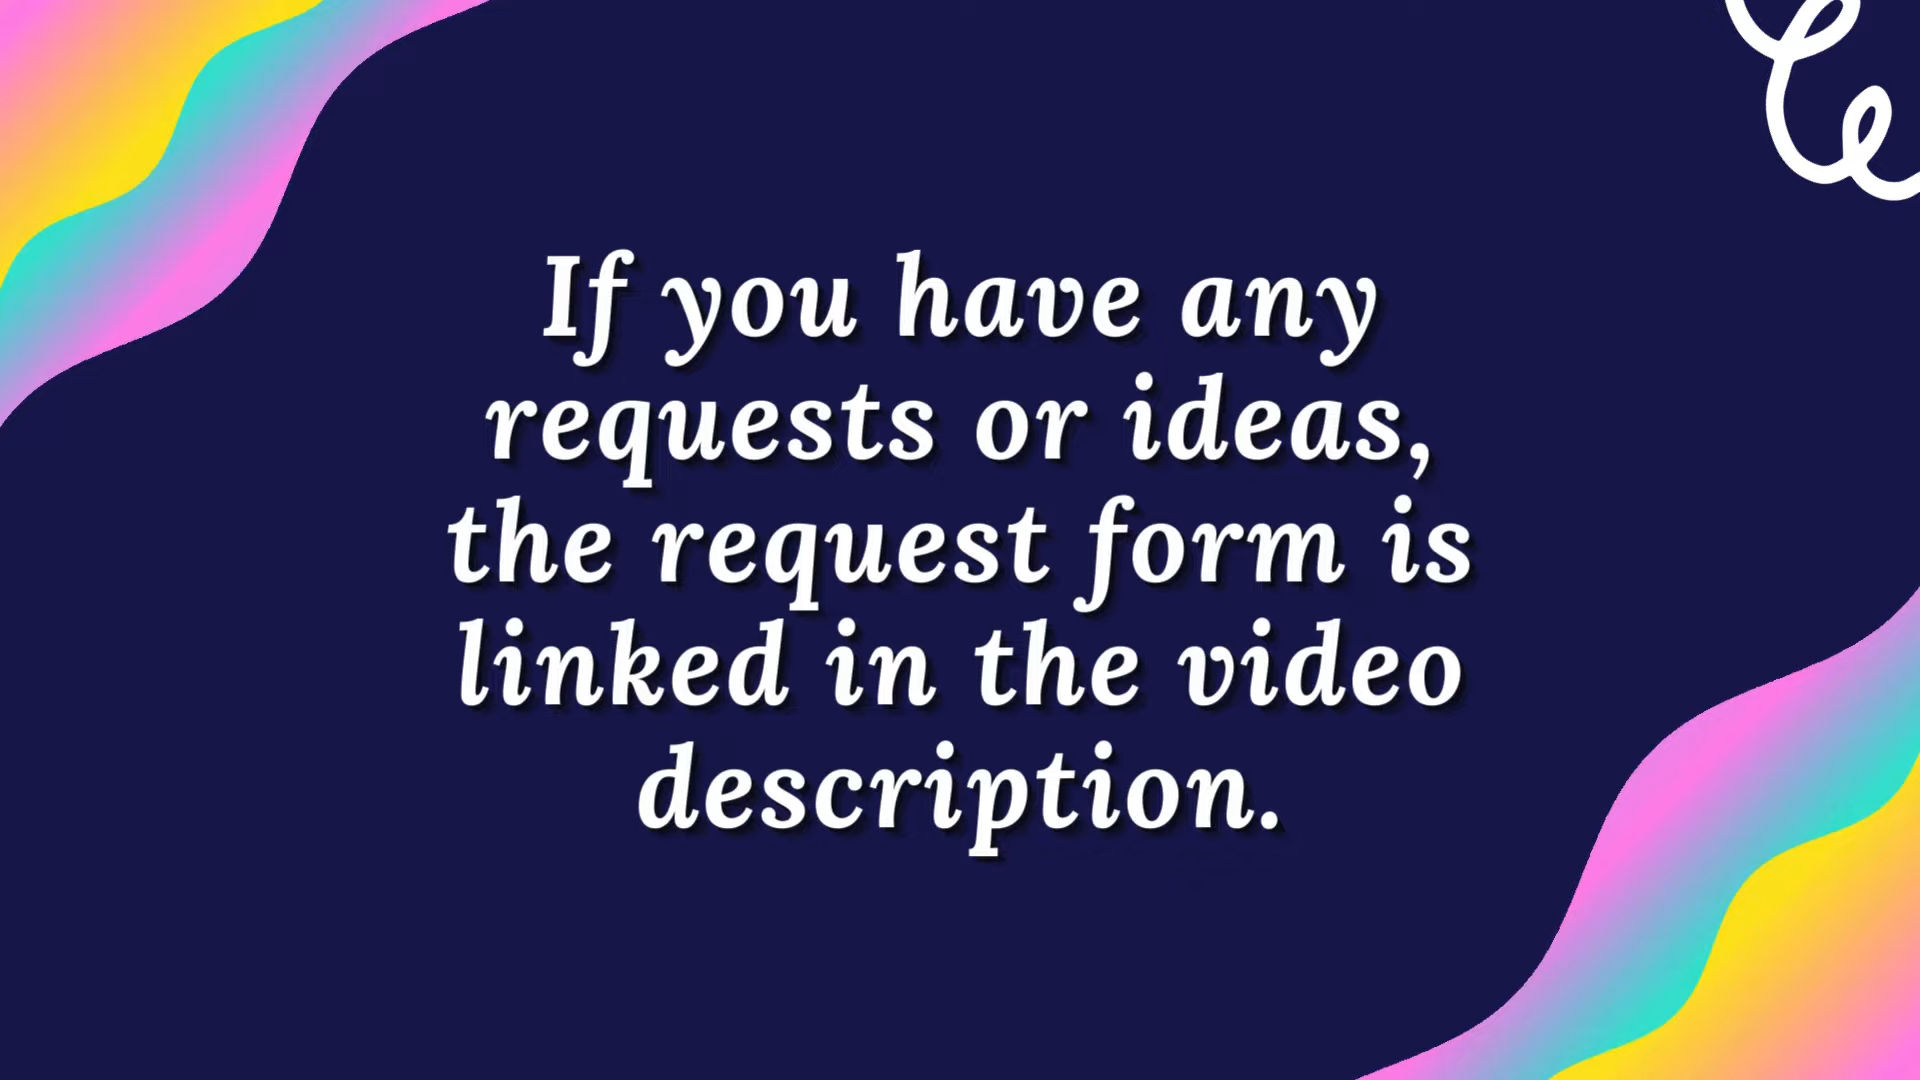 If you have any
requests or ideas,
the request form is
linked in the video
description.